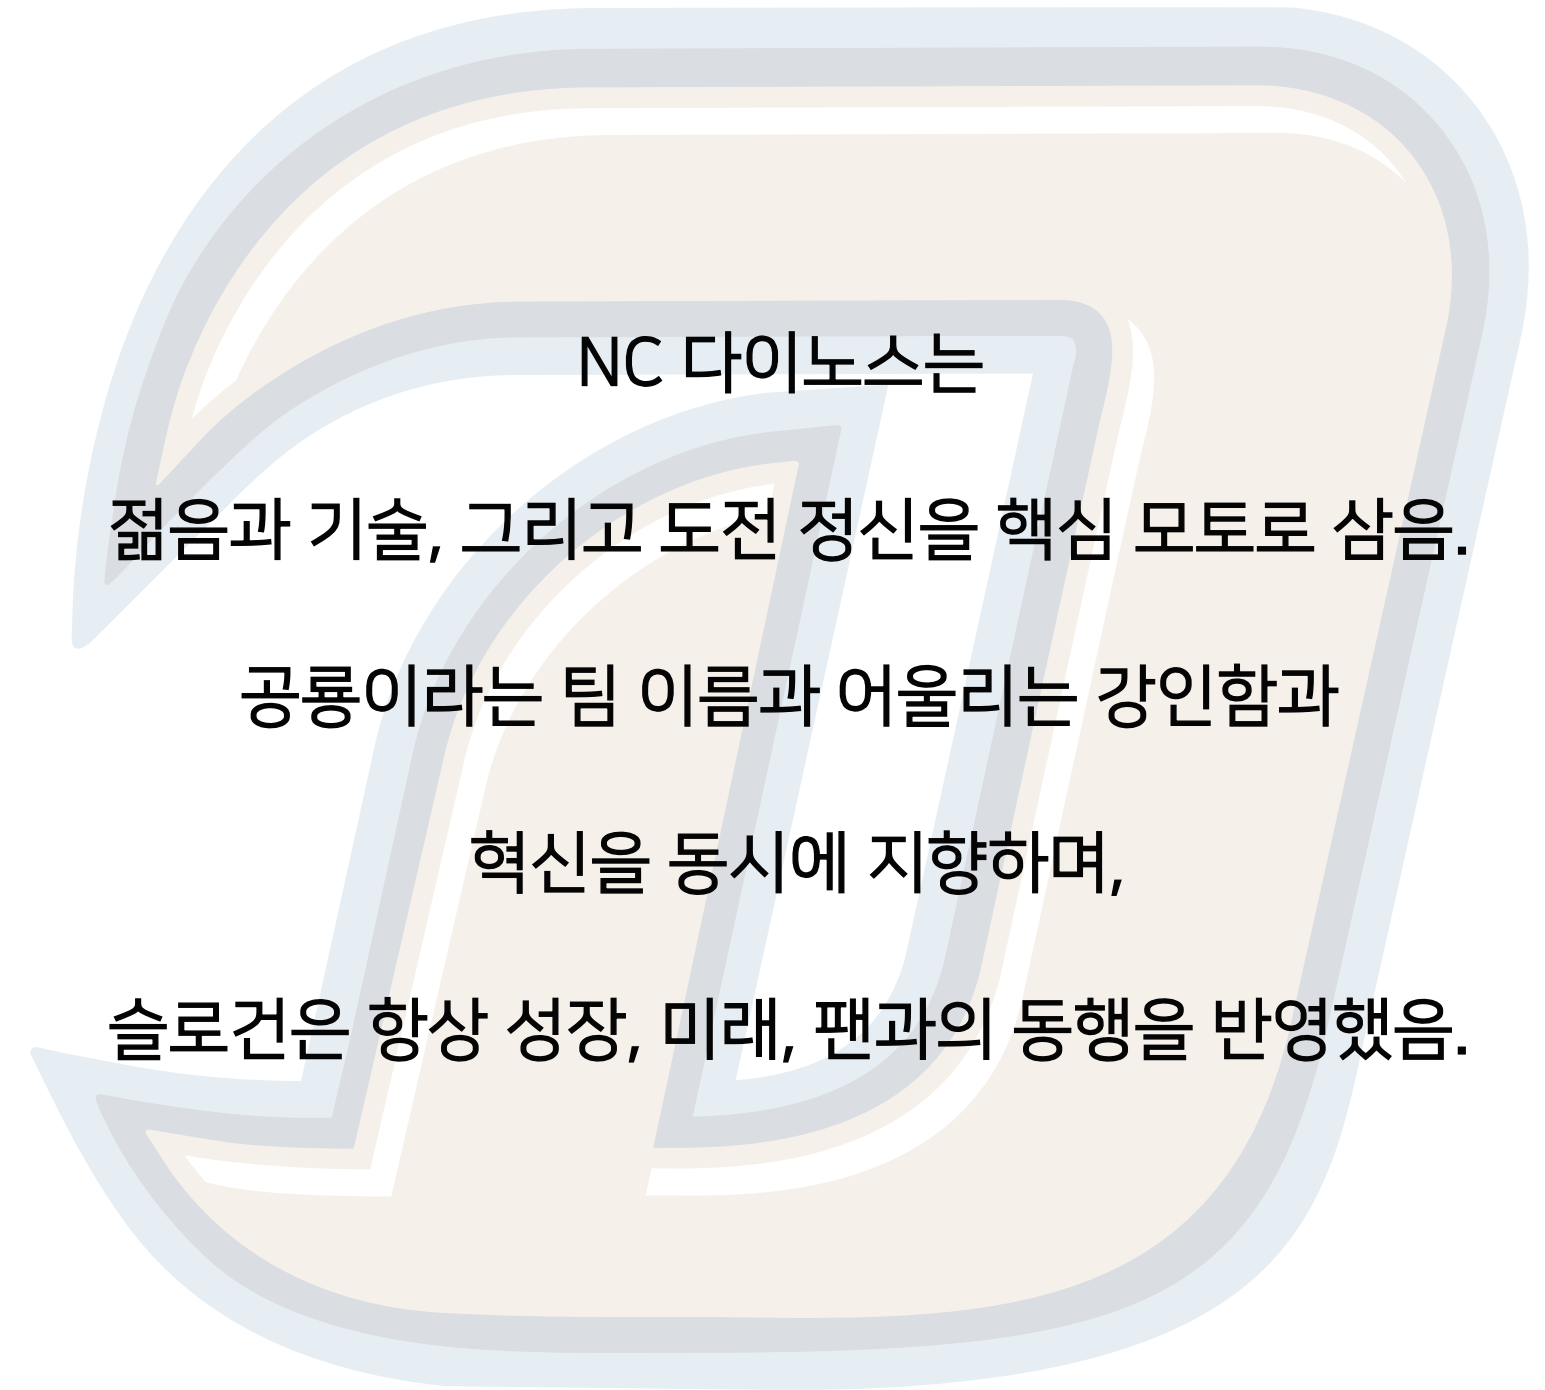 NC 다이노스는
젊음과 기술, 그리고 도전 정신을 핵심 모토로 삼음.
공룡이라는 팀 이름과 어울리는 강인함과
혁신을 동시에 지향하며,
슬로건은 항상 성장, 미래, 팬과의 동행을 반영했음.